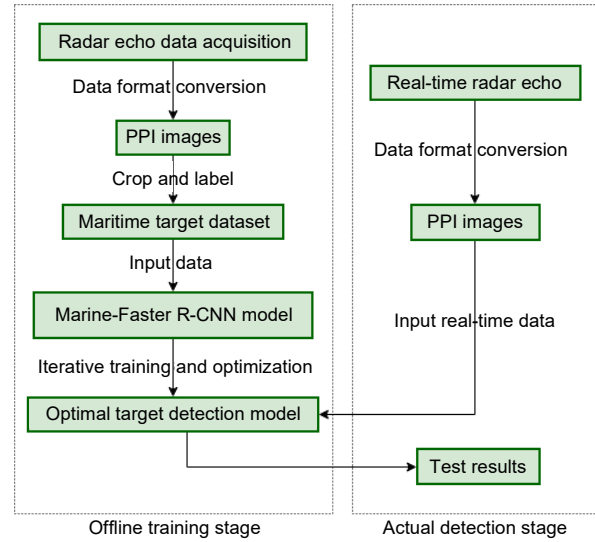 Radar echo data acquisition
Data format conversion
PPI images
Crop and label
Maritime target dataset
Input data
Marine-Faster R-CNN model
Iterative training and optimization
Optimal target detection model
Offline training stage
Real-time radar echo
Data format conversion
PPI images
Input real-time data
Test results
Actual detection stage